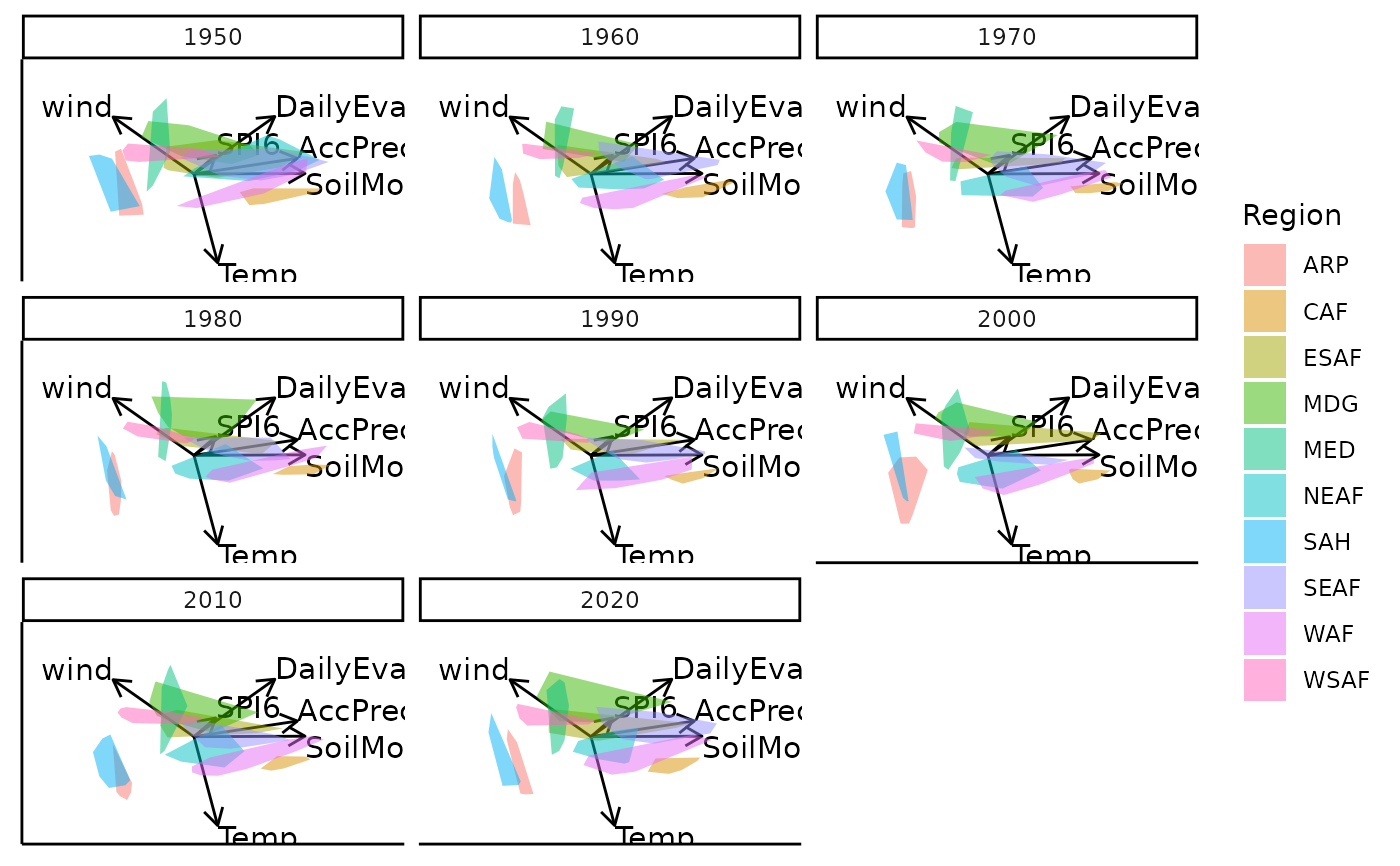 1950
1960
1970
wind
DailyEva
SPI6
AccPrec
SoilMo
Temp
wind
DailyEva
SPI6
AccPrec
SoilMo
Temp
wind
DailyEva
SPI6
AccPrec
SoilMo
Temp
1980
1990
2000
wind
DailyEva
SPI6
AccPrec
SoilMo
Temp
wind
DailyEva
SPI6
AccPrec
SoilMo
Temp
wind
DailyEva
SPI6
AccPrec
SoilMo
Temp
2010
2020
wind
DailyEva
SPI6
AccPrec
SoilMo
Temp
wind
DailyEva
SPI6
AccPrec
SoilMo
Temp
Region
ARP
CAF
ESAF
MDG
MED
NEAF
SAH
SEAF
WAF
WSAF